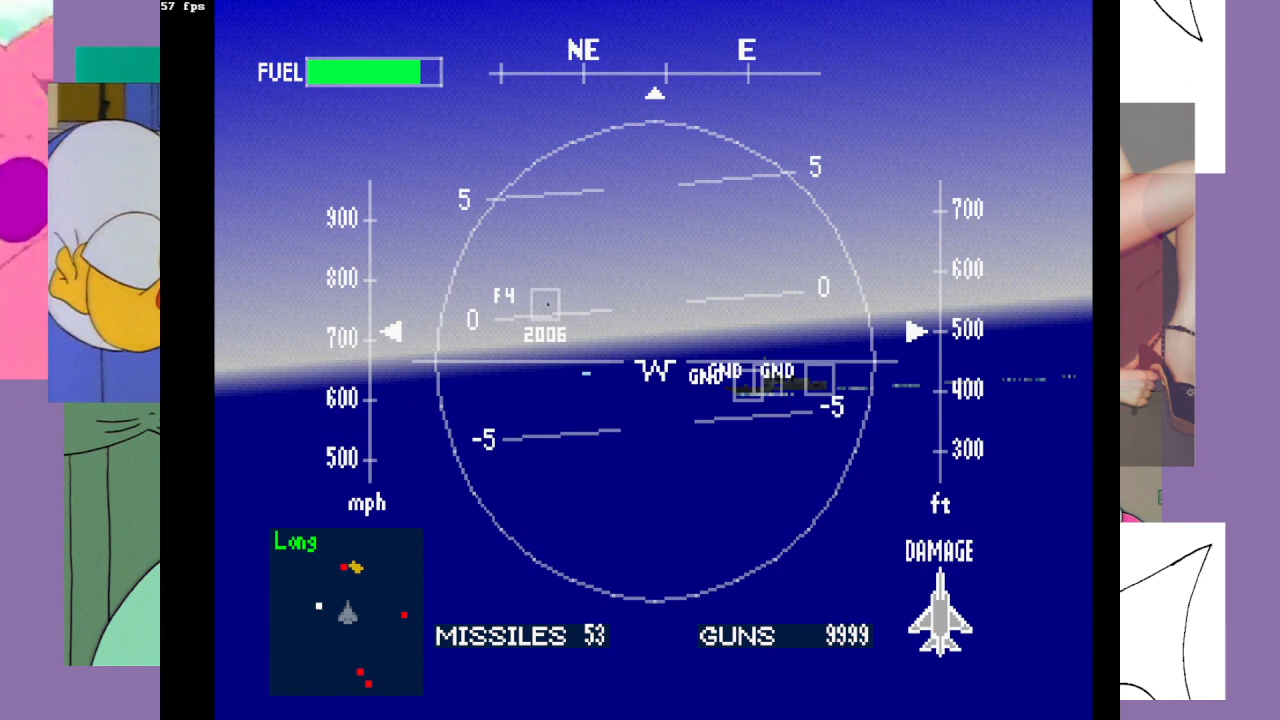 57 fps
NE E
FUEL
5 5
900 700
800 600
F4
0 0
2006
700 500
GND GND GND
600 400
-5 -5
500 300
mph ft
Long
DAMAGE
MISSILES 53 GUNS 9999